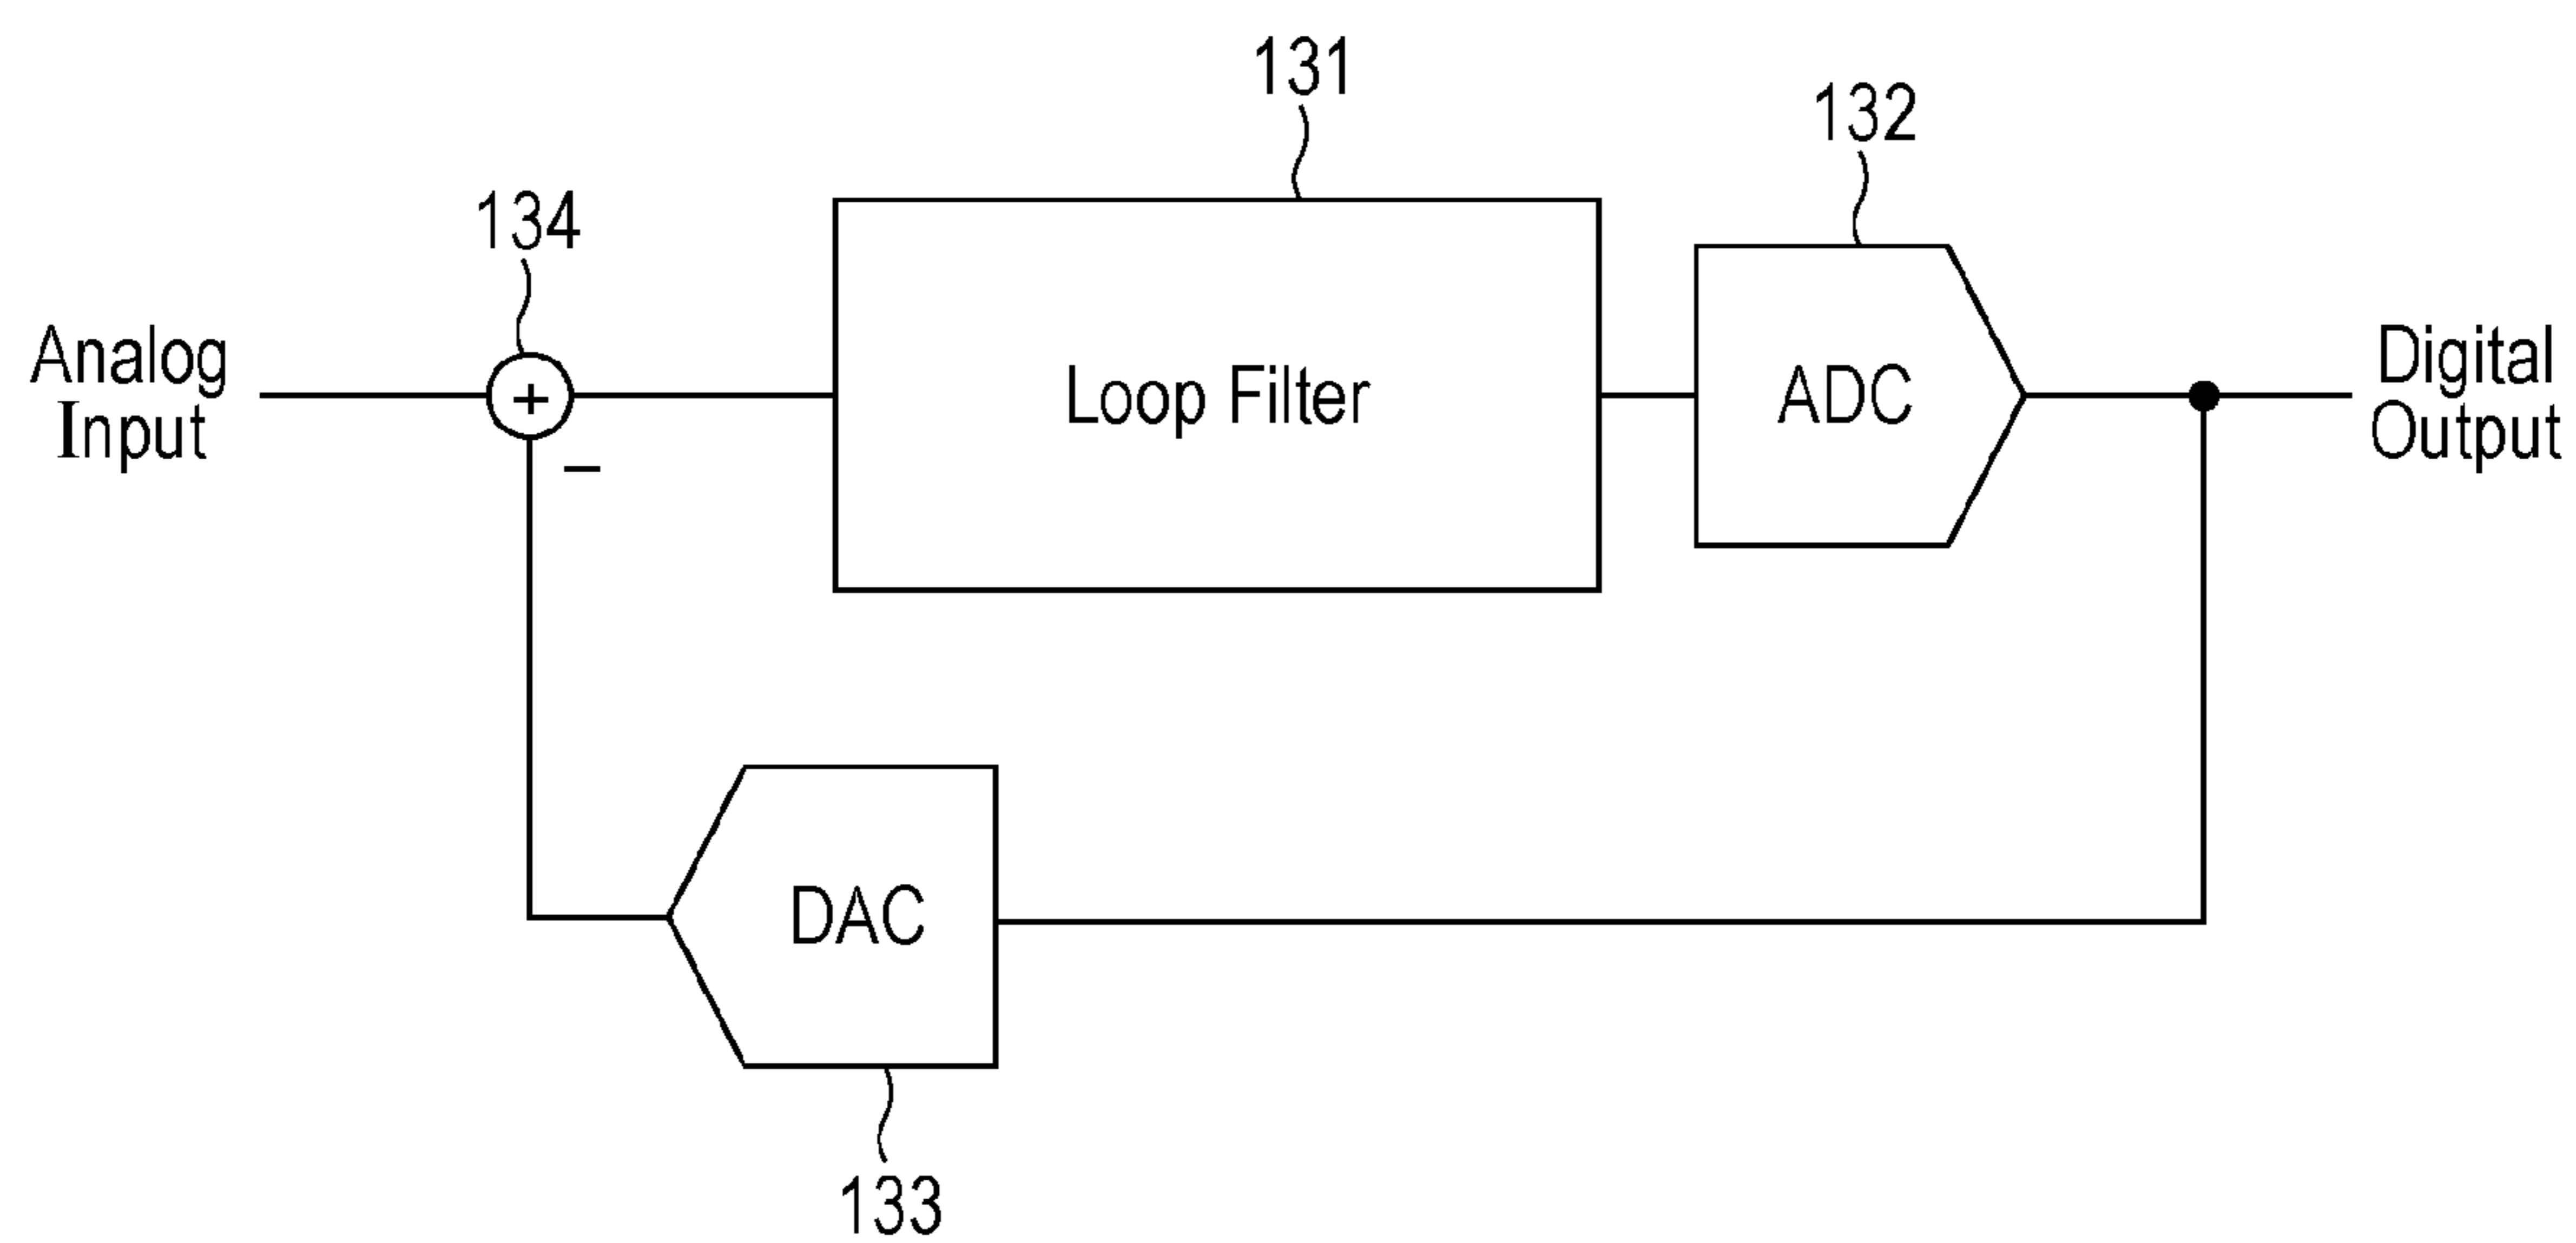 131
132
134
Analog
Input
+
Loop Filter
ADC
Digital
Output
−
DAC
133